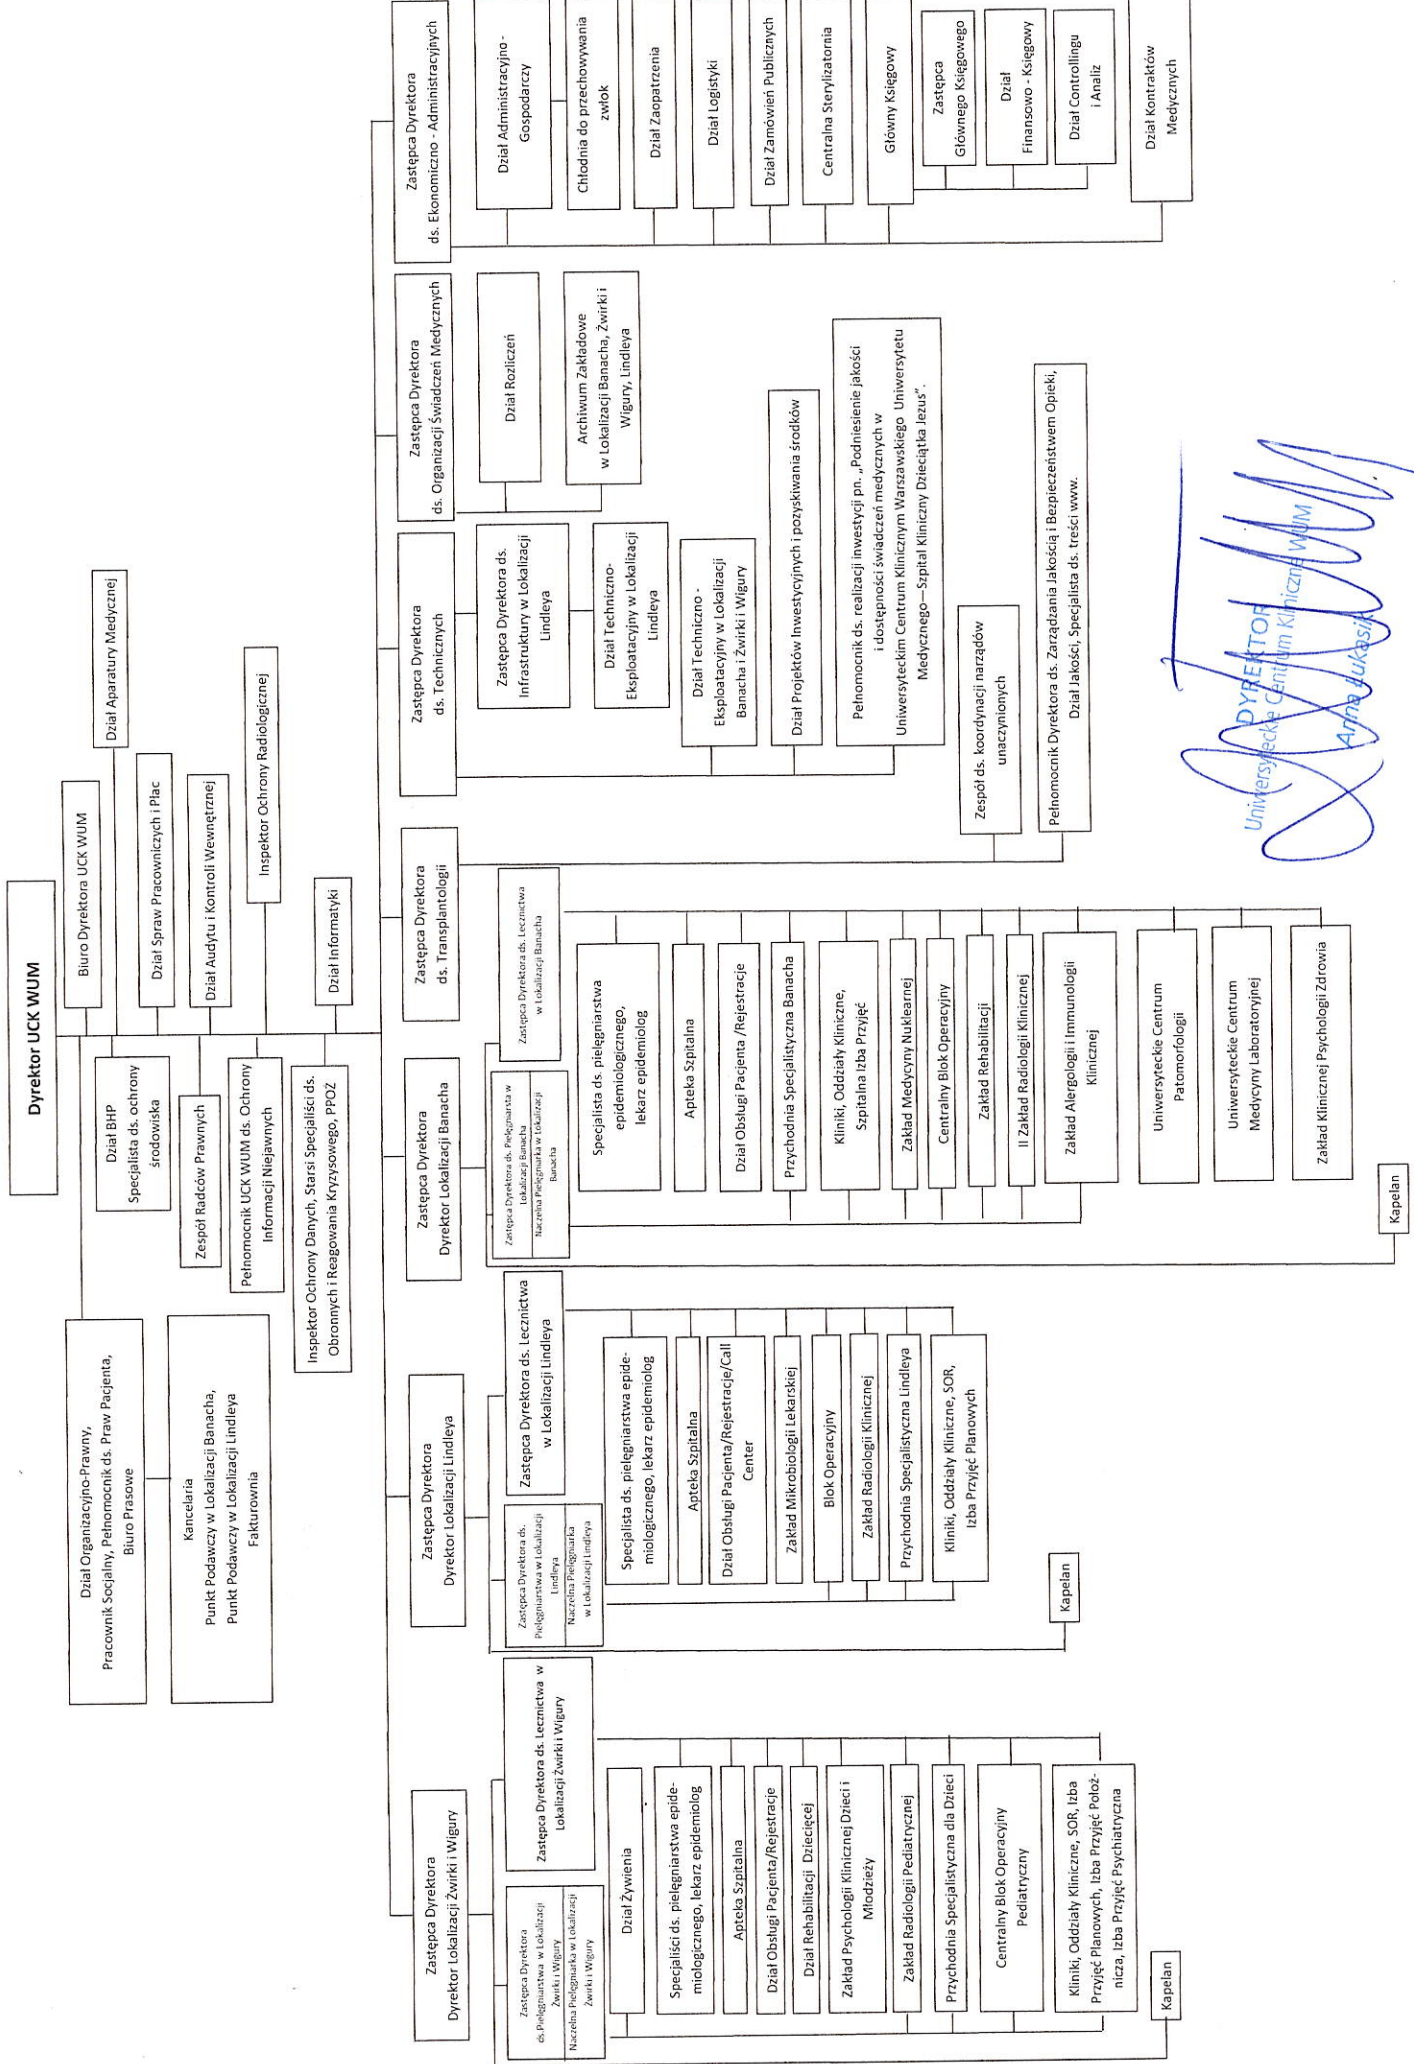 Dyrektor UCK WUM
Biuro Dyrektora UCK WUM
Dział Aparatury Medycznej
Dział Spraw Pracowniczych i Płac
Dział Audytu i Kontroli Wewnętrznej
Inspektor Ochrony Radiologicznej
Dział Informatyki
Dział Organizacyjno-Prawny,
Pracownik Socjalny, Pełnomocnik ds. Praw Pacjenta,
Biuro Prasowe
Kancelaria
Punkt Podawczy w Lokalizacji Banacha,
Punkt Podawczy w Lokalizacji Lindleya
Fakturownia
Dział BHP
Specjalista ds. ochrony
środowiska
Zespół Radców Prawnych
Pełnomocnik UCK WUM ds. Ochrony
Informacji Niejawnych
Inspektor Ochrony Danych, Starsi Specjaliści ds.
Obronnych i Reagowania Kryzysowego, PPOŻ
Zastępca Dyrektora
Dyrektor Lokalizacji Żwirki i Wigury
Zastępca Dyrektora
ds.Pielęgniarstwa w Lokalizacji
Żwirki i Wigury
Naczelna Pielęgniarka w Lokalizacji
Żwirki i Wigury
Zastępca Dyrektora ds. Lecznictwa w
Lokalizacji Żwirki i Wigury
Dział Żywienia
Specjaliści ds. pielęgniarstwa epide-
miologicznego, lekarz epidemiolog
Apteka Szpitalna
Dział Obsługi Pacjenta/Rejestracje
Dział Rehabilitacji Dziecięcej
Zakład Psychologii Klinicznej Dzieci i
Młodzieży
Zakład Radiologii Pediatrycznej
Przychodnia Specjalistyczna dla Dzieci
Centralny Blok Operacyjny
Pediatryczny
Kliniki, Oddziały Kliniczne, SOR, Izba
Przyjęć Planowych, Izba Przyjęć Położ-
nicza, Izba Przyjęć Psychiatryczna
Kapelan
Zastępca Dyrektora
Dyrektor Lokalizacji Lindleya
Zastępca Dyrektora ds.
Pielęgniarstwa w Lokalizacji
Lindleya
Naczelna Pielęgniarka
w Lokalizacji Lindleya
Zastępca Dyrektora ds. Lecznictwa
w Lokalizacji Lindleya
Specjalista ds. pielęgniarstwa epide-
miologicznego, lekarz epidemiolog
Apteka Szpitalna
Dział Obsługi Pacjenta/Rejestracje/Call
Center
Zakład Mikrobiologii Lekarskiej
Blok Operacyjny
Zakład Radiologii Klinicznej
Przychodnia Specjalistyczna Lindleya
Kliniki, Oddziały Kliniczne, SOR,
Izba Przyjęć Planowych
Kapelan
Zastępca Dyrektora
Dyrektor Lokalizacji Banacha
Zastępca Dyrektora ds. Pielęgniarsta w
Lokalizacji Banacha
Naczelna Pielęgniarka w Lokalizacji
Banacha
Zastępca Dyrektora ds. Lecznictwa
w Lokalizacji Banacha
Specjalista ds. pielęgniarstwa
epidemiologicznego,
lekarz epidemiolog
Apteka Szpitalna
Dział Obsługi Pacjenta /Rejestracje
Przychodnia Specjalistyczna Banacha
Kliniki, Oddziały Kliniczne,
Szpitalna Izba Przyjęć
Zakład Medycyny Nuklearnej
Centralny Blok Operacyjny
Zakład Rehabilitacji
II Zakład Radiologii Klinicznej
Zakład Alergologii i Immunologii
Klinicznej
Uniwersyteckie Centrum
Patomorfologii
Uniwersyteckie Centrum
Medycyny Laboratoryjnej
Zakład Klinicznej Psychologii Zdrowia
Kapelan
Zastępca Dyrektora
ds. Transplantologii
Zespół ds. koordynacji narządów
unaczynionych
Pełnomocnik Dyrektora ds. Zarządzania Jakością i Bezpieczeństwem Opieki,
Dział Jakości, Specjalista ds. treści www.
Zastępca Dyrektora
ds. Technicznych
Zastępca Dyrektora ds.
Infrastruktury w Lokalizacji
Lindleya
Dział Techniczno-
Eksploatacyjny w Lokalizacji
Lindleya
Dział Techniczno -
Eksploatacyjny w Lokalizacji
Banacha i Żwirki i Wigury
Dział Projektów Inwestycyjnych i pozyskiwania środków
Pełnomocnik ds. realizacji inwestycji pn. „Podniesienie jakości
i dostępności świadczeń medycznych w
Uniwersyteckim Centrum Klinicznym Warszawskiego Uniwersytetu
Medycznego—Szpital Kliniczny Dzieciątka Jezus".
Zastępca Dyrektora
ds. Organizacji Świadczeń Medycznych
Dział Rozliczeń
Archiwum Zakładowe
w Lokalizacji Banacha, Żwirki i
Wigury, Lindleya
Zastępca Dyrektora
ds. Ekonomiczno - Administracyjnych
Dział Administracyjno -
Gospodarczy
Chłodnia do przechowywania
zwłok
Dział Zaopatrzenia
Dział Logistyki
Dział Zamówień Publicznych
Centralna Sterylizatornia
Główny Księgowy
Zastępca
Głównego Księgowego
Dział
Finansowo - Księgowy
Dział Controllingu
i Analiz
Dział Kontraktów
Medycznych
DYREKTOR
Uniwersyteckie Centrum Kliniczne WUM
Anna Łukasik